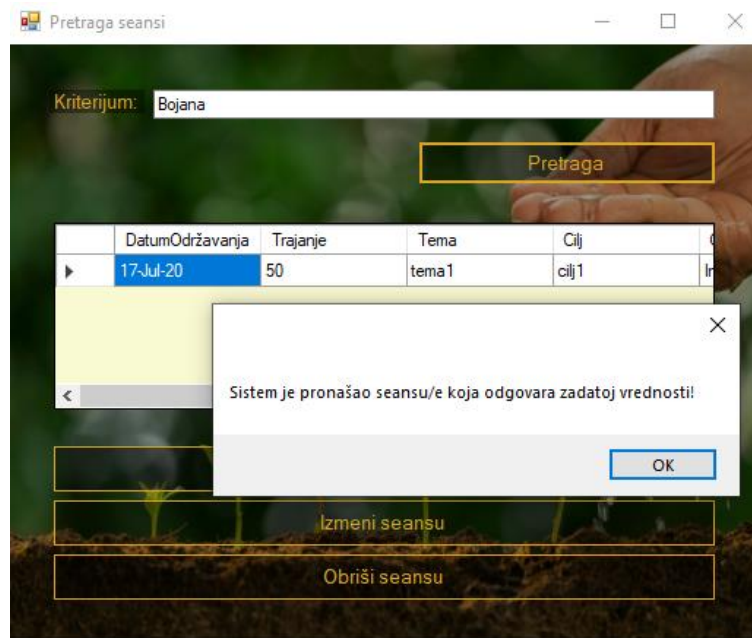 Pretraga seansi
Kriterijum: Bojana
Pretraga
DatumOdržavanja Trajanje Tema Cilj
17-Jul-20 50 tema1 cilj1
Sistem je pronašao seansu/e koja odgovara zadatoj vrednosti!
OK
Izmeni seansu
Obriši seansu